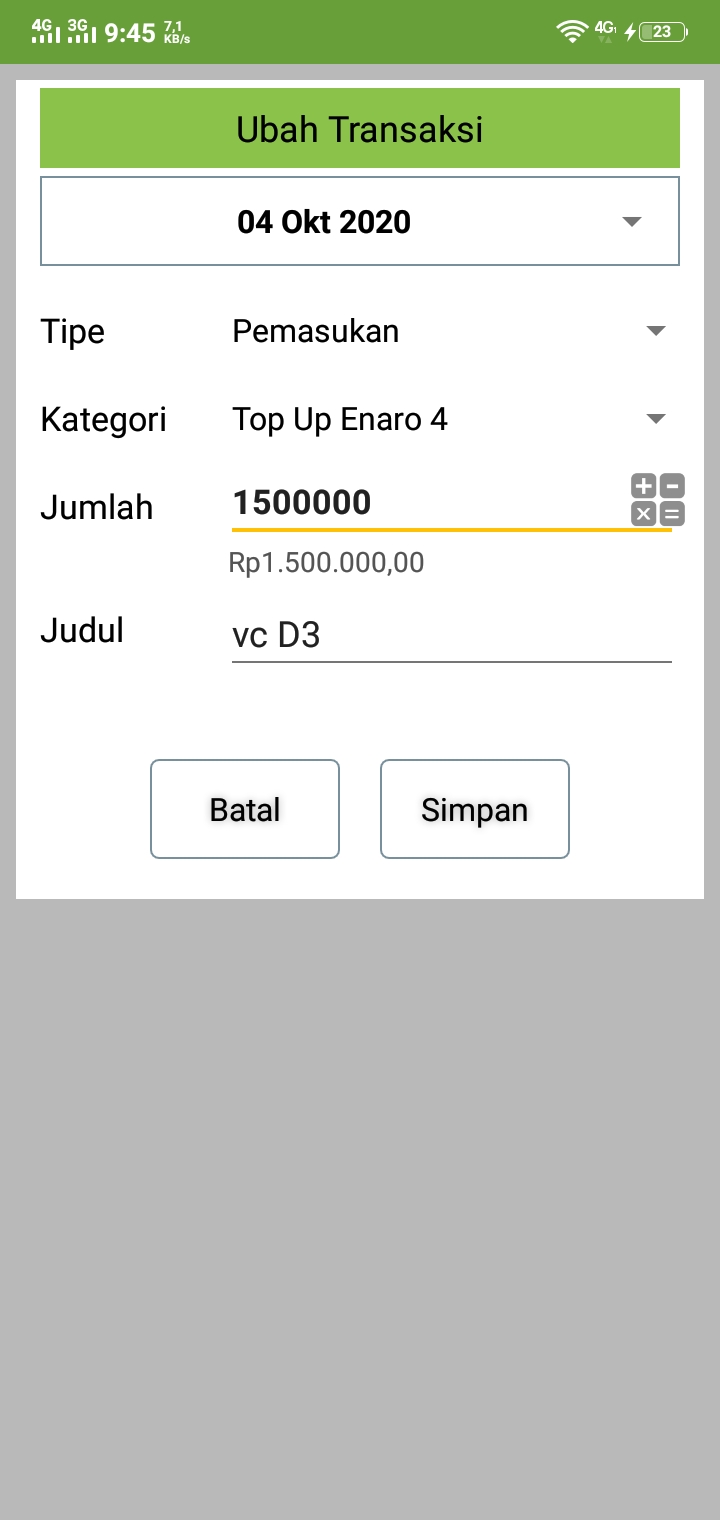 4G 3G 9:45 7,1 KB/s 4G 23
Ubah Transaksi
04 Okt 2020
Tipe Pemasukan
Kategori Top Up Enaro 4
Jumlah 1500000
Rp1.500.000,00
Judul vc D3
Batal Simpan